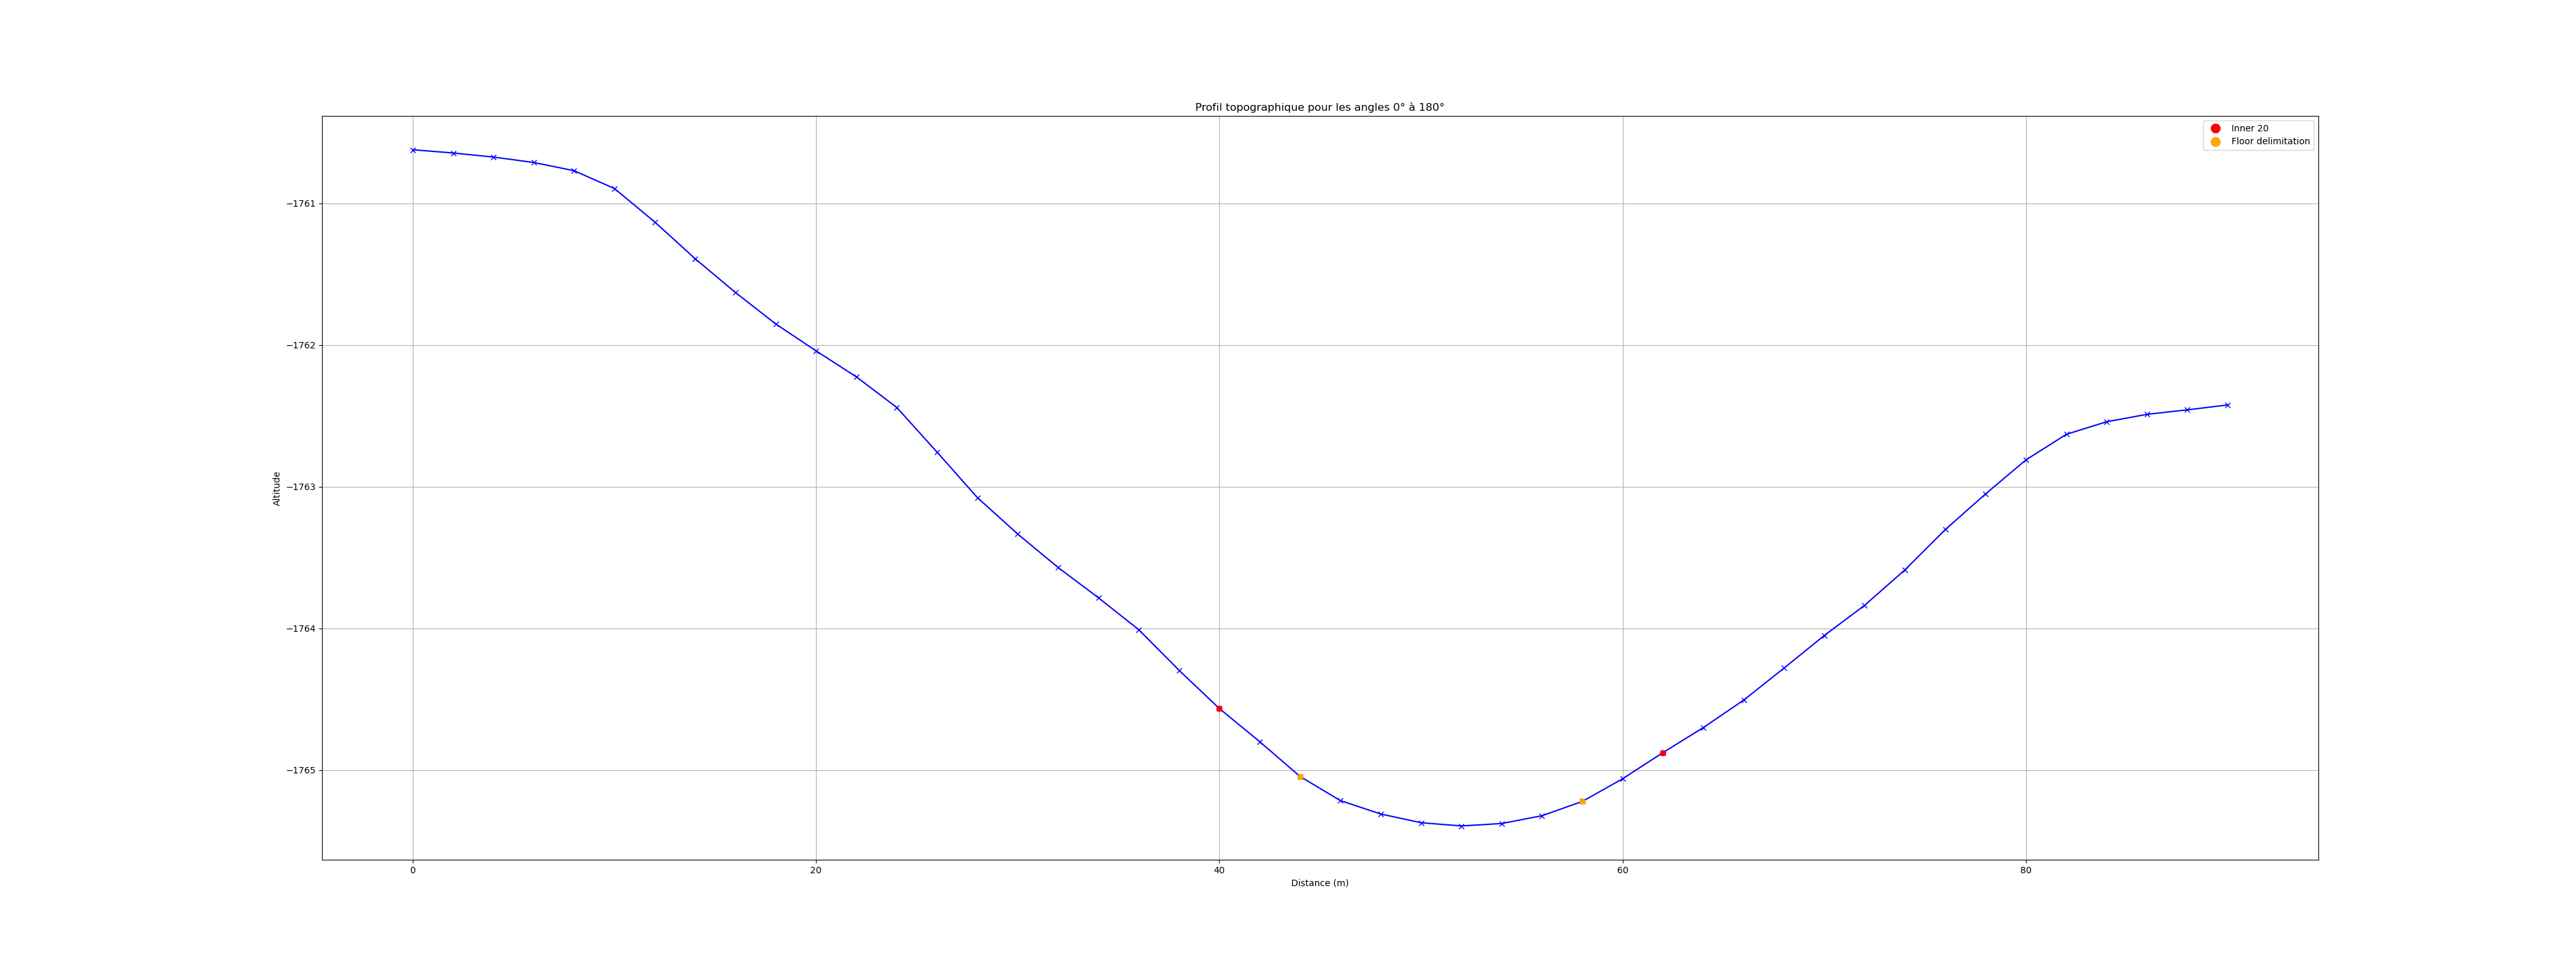 Profil topographique pour les angles 0° à 180°
Inner 20
Floor delimitation
−1761
−1762
−1763
−1764
−1765
Altitude
0 20 40 60 80
Distance (m)